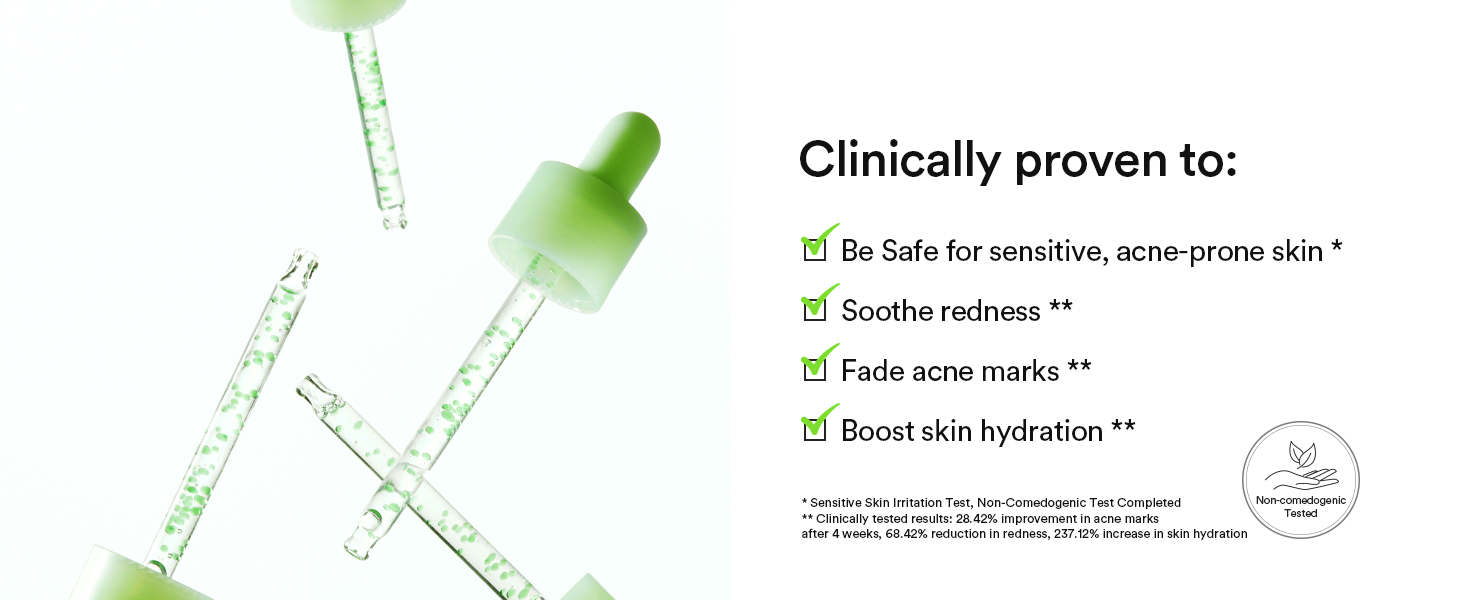 Clinically proven to:
Be Safe for sensitive, acne-prone skin *
Soothe redness **
Fade acne marks **
Boost skin hydration **
* Sensitive Skin Irritation Test, Non-Comedogenic Test Completed
** Clinically tested results: 28.42% improvement in acne marks
after 4 weeks, 68.42% reduction in redness, 237.12% increase in skin hydration
Non-comedogenic
Tested